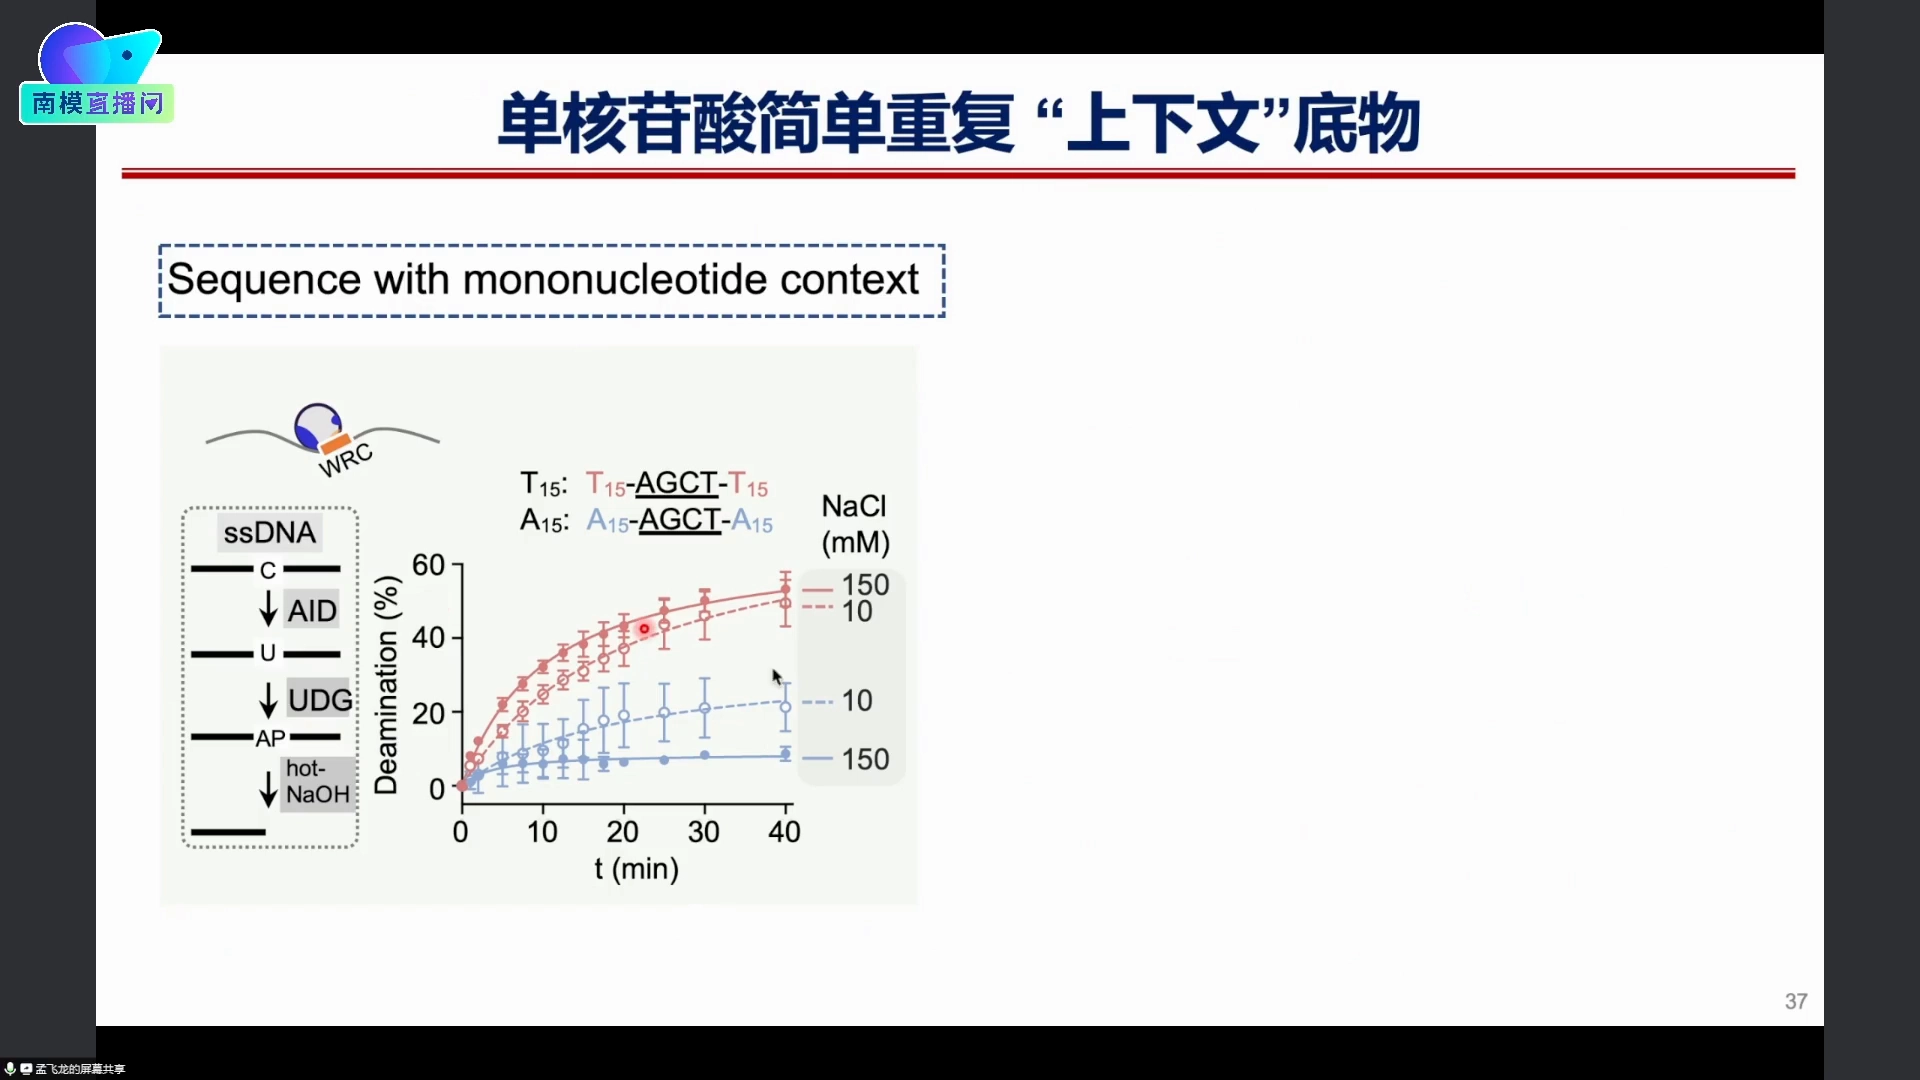 南模直播间
单核苷酸简单重复 “上下文”底物
Sequence with mononucleotide context
WRC
T15: T15-AGCT-T15
A15: A15-AGCT-A15
NaCl
(mM)
ssDNA
C
AID
U
UDG
AP
hot-
NaOH
Deamination (%)
60
40
20
0
0 10 20 30 40
t (min)
150
10
10
150
37
孟飞龙的屏幕共享